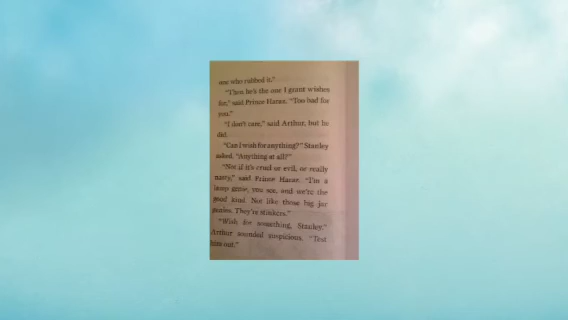 one who rubbed it."
"Then he's the one I grant wishes
for," said Prince Haraz. "Too bad for
you."
"I don't care," said Arthur, but he
did.
"Can I wish for anything?" Stanley
asked. "Anything at all?"
"Not if it's cruel or evil, or really
nasty," said Prince Haraz. "I'm a
lamp genie, you see, and we're the
good kind. Not like those big jar
genies. They're stinkers."
"Wish for something, Stanley."
Arthur sounded suspicious. "Test
him out."